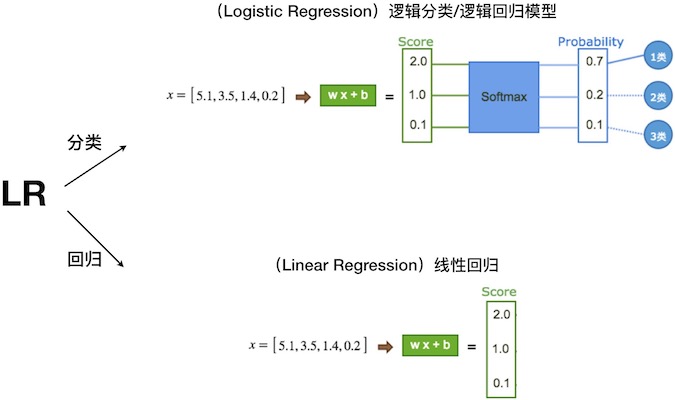 （Logistic Regression）逻辑分类/逻辑回归模型
Score
Probability
x = [5.1, 3.5, 1.4, 0.2]
w x + b
=
2.0
1.0
0.1
Softmax
0.7
0.2
0.1
1类
2类
3类
分类
LR
回归
（Linear Regression）线性回归
Score
x = [5.1, 3.5, 1.4, 0.2]
w x + b
=
2.0
1.0
0.1